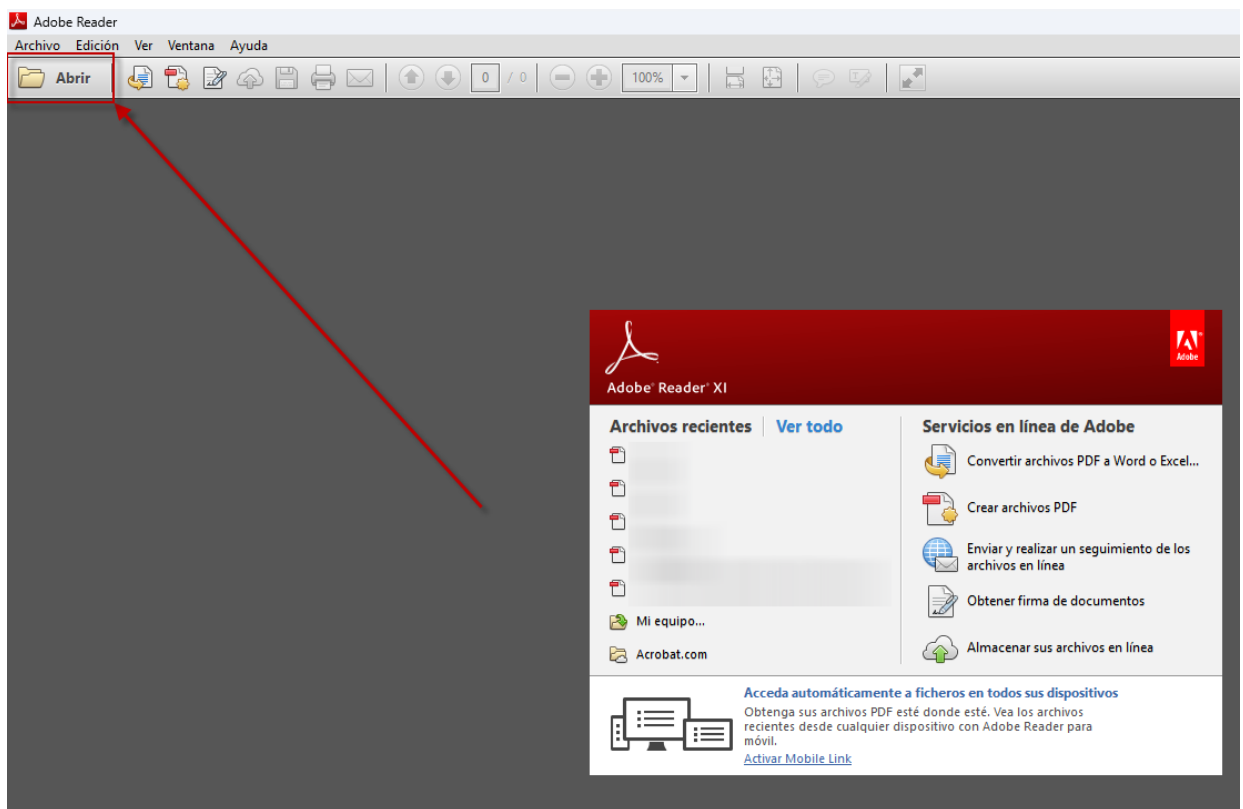 Adobe Reader
Archivo Edición Ver Ventana Ayuda
Abrir 0 / 0 100%
Adobe® Reader® XI
Adobe
Archivos recientes Ver todo
Mi equipo...
Acrobat.com
Servicios en línea de Adobe
Convertir archivos PDF a Word o Excel...
Crear archivos PDF
Enviar y realizar un seguimiento de los
archivos en línea
Obtener firma de documentos
Almacenar sus archivos en línea
Acceda automáticamente a ficheros en todos sus dispositivos
Obtenga sus archivos PDF esté donde esté. Vea los archivos
recientes desde cualquier dispositivo con Adobe Reader para
móvil.
Activar Mobile Link